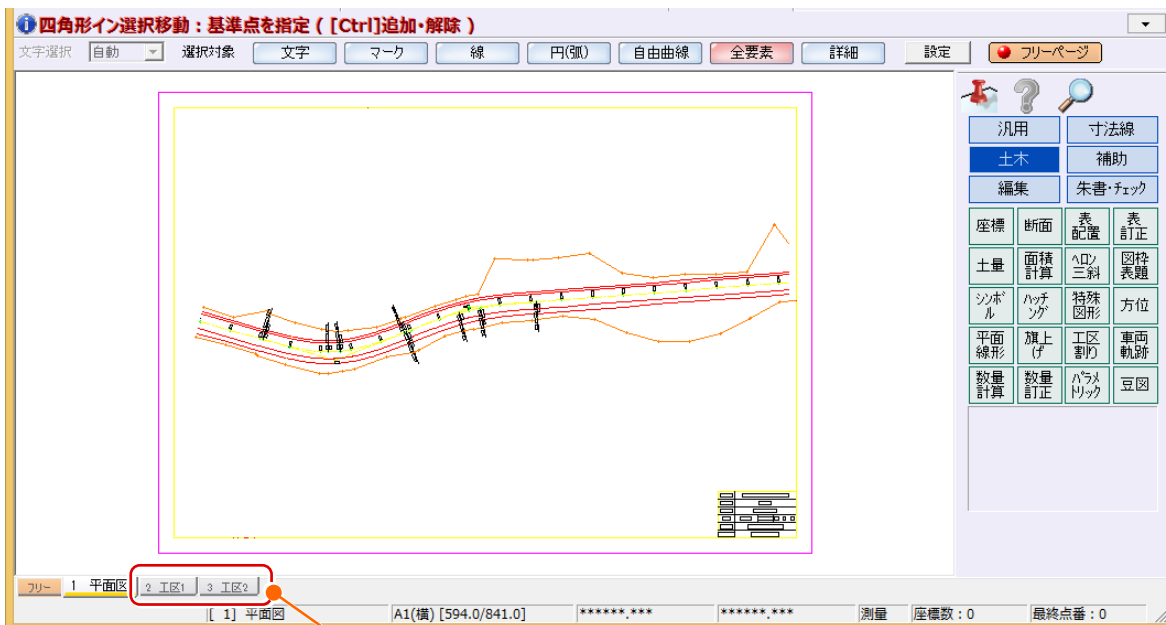 四角形イン選択移動：基準点を指定 ( [Ctrl]追加・解除 )
文字選択 自動 選択対象 文字 マーク 線 円(弧) 自由曲線 全要素 詳細 設定 フリーページ
汎用 寸法線
土木 補助
編集 朱書・チェック
座標 断面 表配置 表訂正
土量 面積計算 ヘロン三斜 図枠表題
シンボル ハッチング 特殊図形 方位
平面線形 旗上げ 工区割り 車両軌跡
数量計算 数量訂正 パラメトリック 豆図
フリー 1 平面図 2 工区1 3 工区2
[ 1] 平面図 A1(横) [594.0/841.0] ******.*** ******.*** 測量 座標数：0 最終点番：0